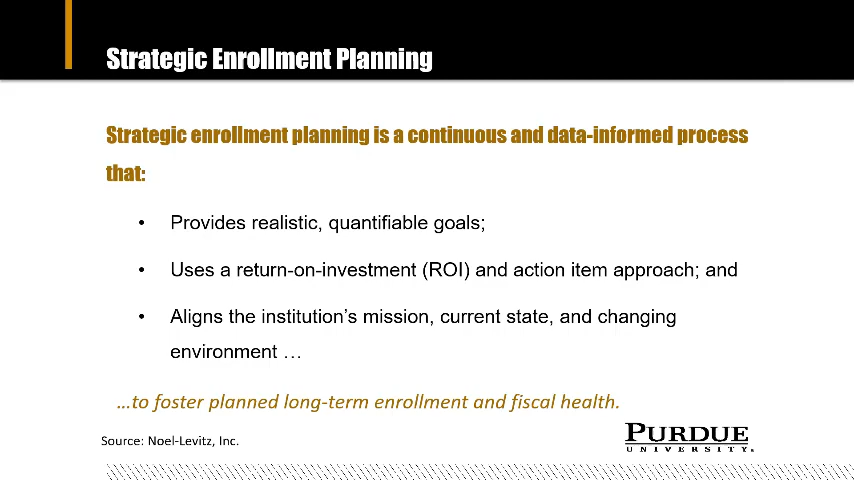 Strategic Enrollment Planning
Strategic enrollment planning is a continuous and data-informed process
that:
• Provides realistic, quantifiable goals;
• Uses a return-on-investment (ROI) and action item approach; and
• Aligns the institution’s mission, current state, and changing
environment …
…to foster planned long-term enrollment and fiscal health.
Source: Noel-Levitz, Inc.
PURDUE
UNIVERSITY®